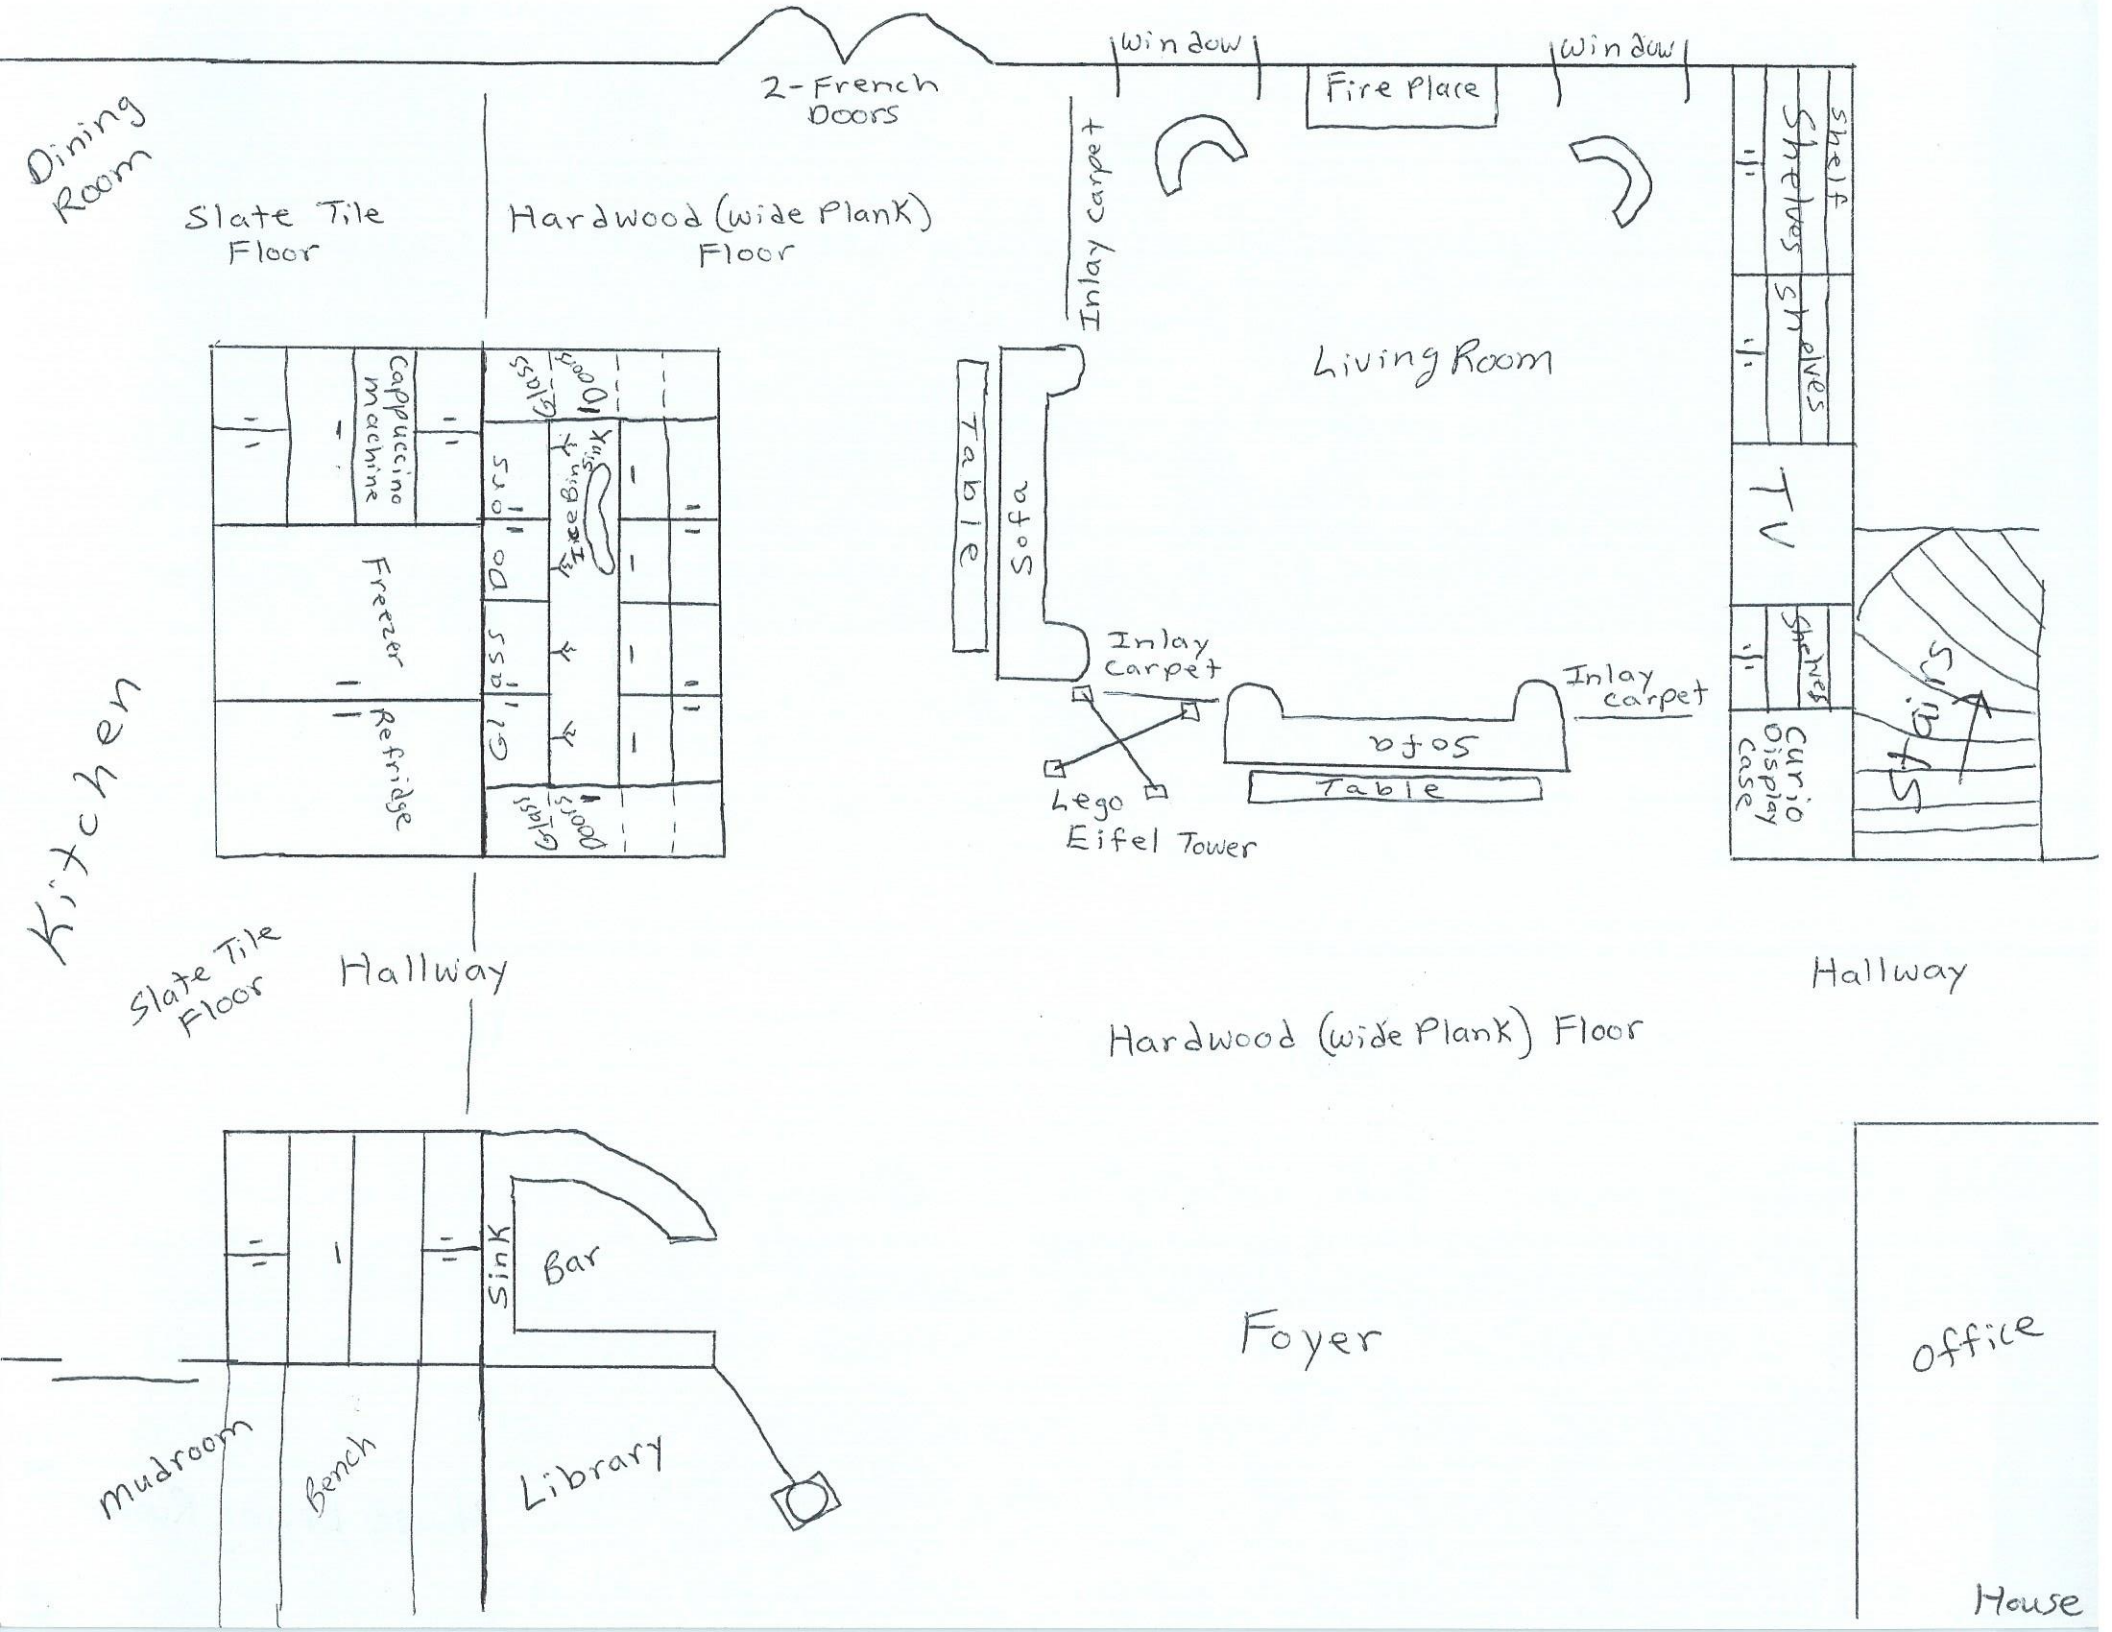 Window
Window
2-French
Doors
Fire Place
Dining
Room
Inlay Carpet
Shelf
Shelves
Slate Tile
Floor
Hardwood (wide Plank)
Floor
Shelves
Living Room
Cappuccino
machine
Glass
Door
Sink
Ice Bin
Table
Sofa
TV
Freezer
Glass Doors
Inlay
Carpet
Inlay
Carpet
Shelves
Stairs
Refridge
Sofa
Table
Curio
Display
Case
Lego
Eifel Tower
Glass
Doors
Kitchen
Slate Tile
Floor
Hallway
Hallway
Hardwood (wide Plank) Floor
Sink
Bar
Foyer
Office
Mudroom
Bench
Library
House